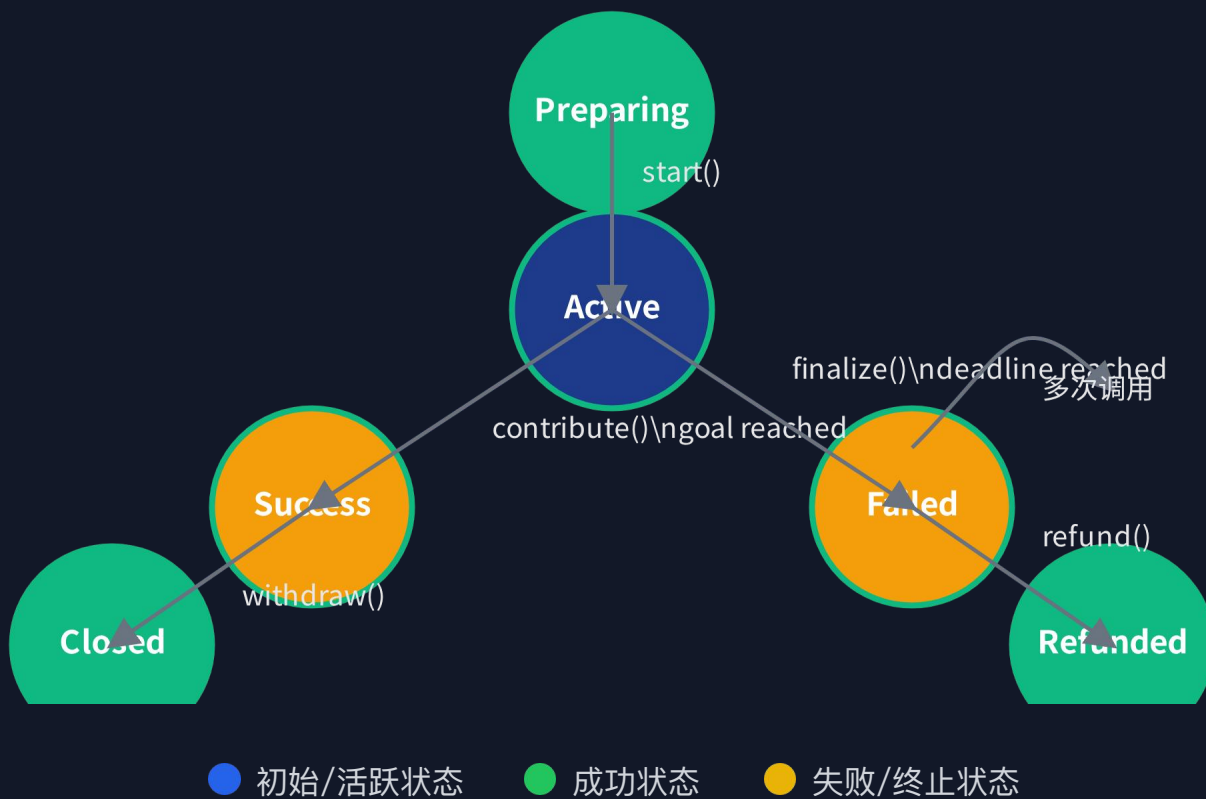 Preparing
start()
Active
finalize()\ndeadline reached
多次调用
contribute()\ngoal reached
Success
Failed
refund()
withdraw()
Closed
Refunded
初始/活跃状态
成功状态
失败/终止状态